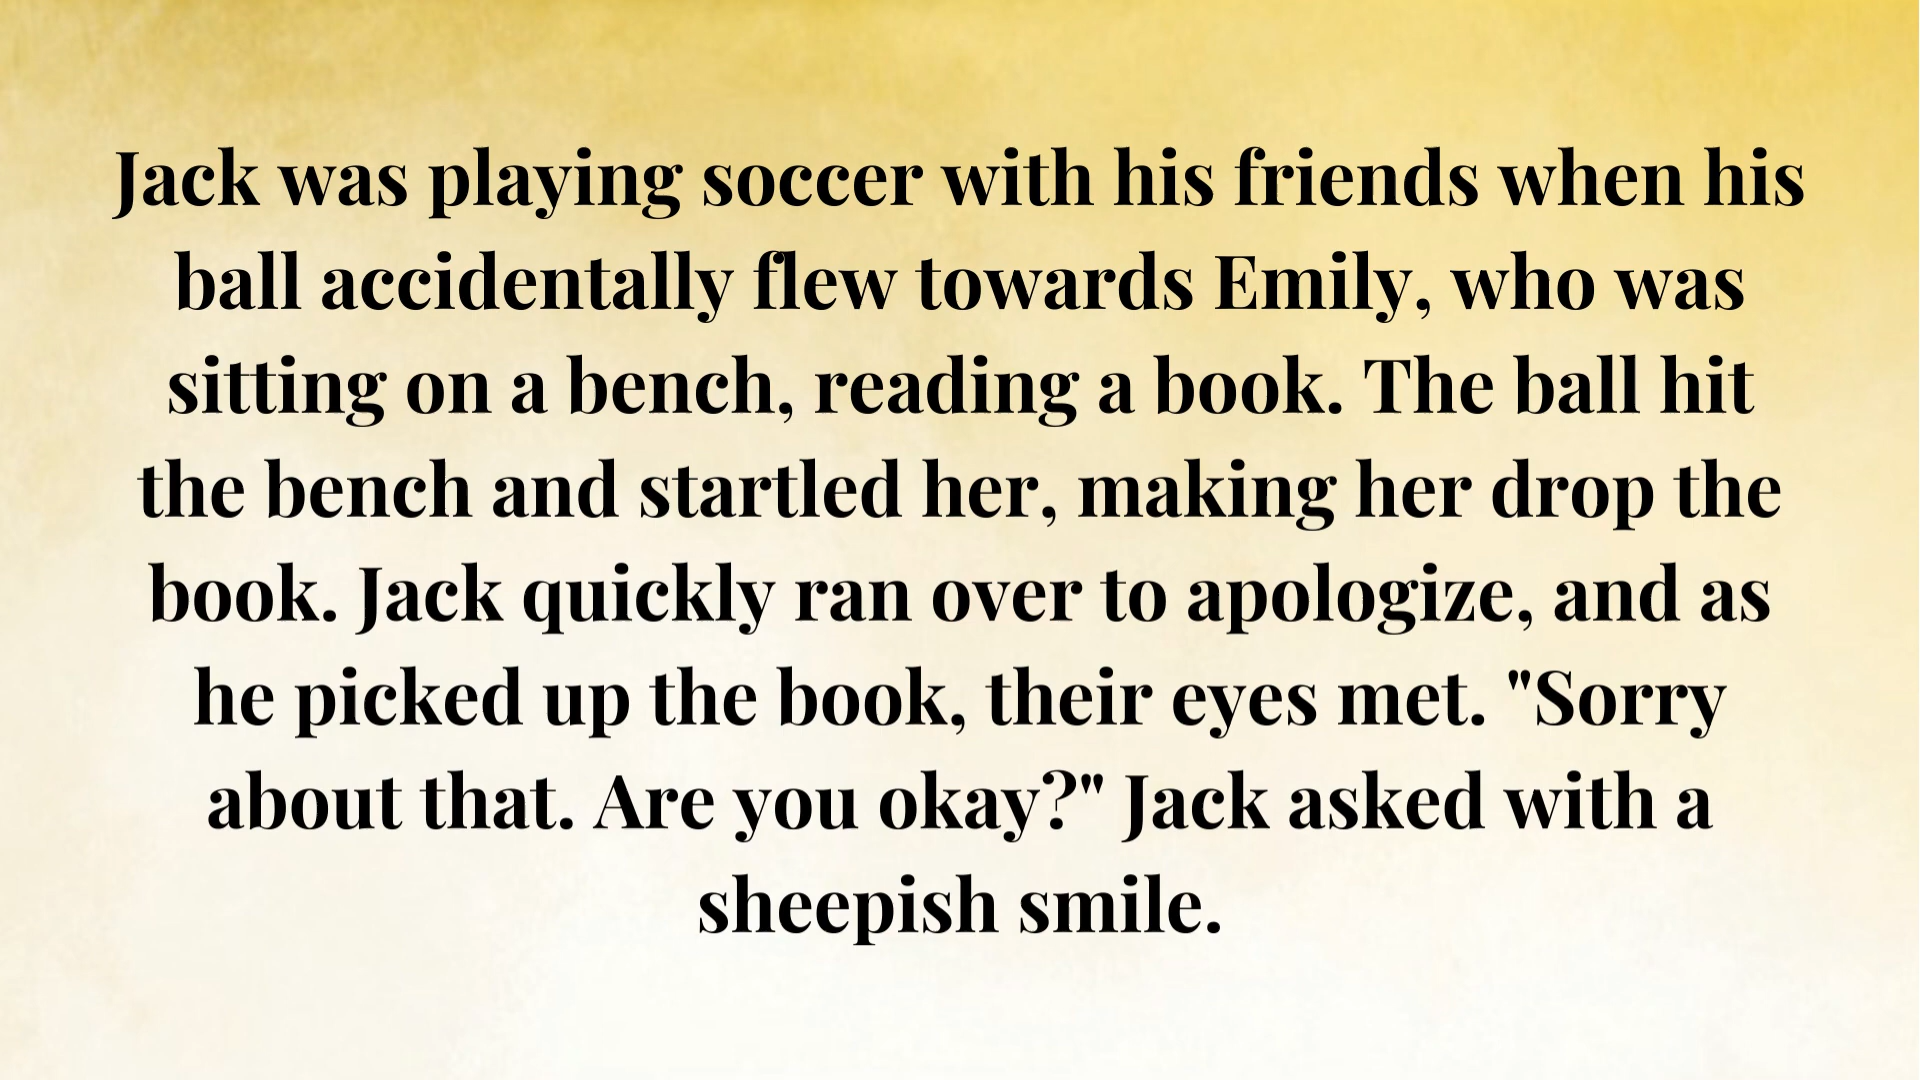 Jack was playing soccer with his friends when his
ball accidentally flew towards Emily, who was
sitting on a bench, reading a book. The ball hit
the bench and startled her, making her drop the
book. Jack quickly ran over to apologize, and as
he picked up the book, their eyes met. "Sorry
about that. Are you okay?" Jack asked with a
sheepish smile.